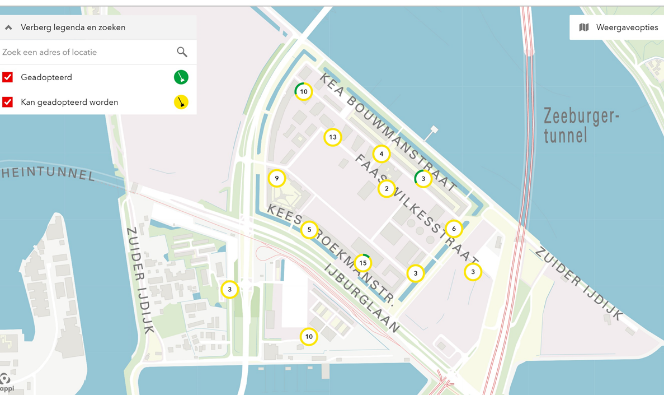 Verberg legenda en zoeken
Weergaveopties
Zoek een adres of locatie
Geadopteerd
Kan geadopteerd worden
10
KEA BOUWMANSTRAAT
Zeeburger-
tunnel
13
4
FAAS WILKESSTRAAT
HEINTUNNEL
9
3
2
KEES BROEKMANSTR.
5
6
ZUIDER IJDIJK
15
3
3
ZUIDER IJDIJK
IJBURGLAAN
3
10
oppl